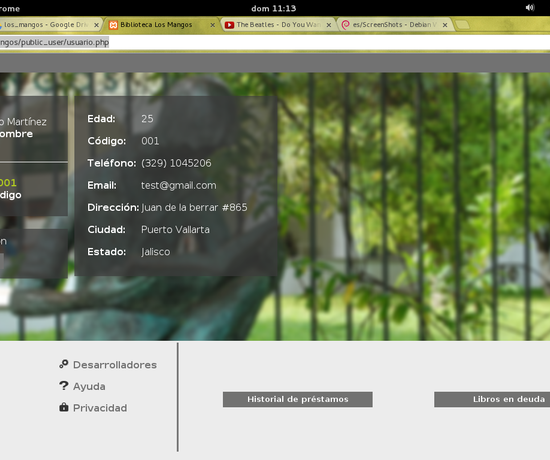 rome
dom 11:13
los_mangos - Google Driv
Biblioteca Los Mangos
The Beatles - Do You Wan
es/ScreenShots - Debian W
ngos/public_user/usuario.php
o Martínez
ombre
001
digo
n
Edad: 25
Código: 001
Teléfono: (329) 1045206
Email: test@gmail.com
Dirección: Juan de la berrar #865
Ciudad: Puerto Vallarta
Estado: Jalisco
Desarrolladores
Ayuda
Privacidad
Historial de préstamos
Libros en deuda